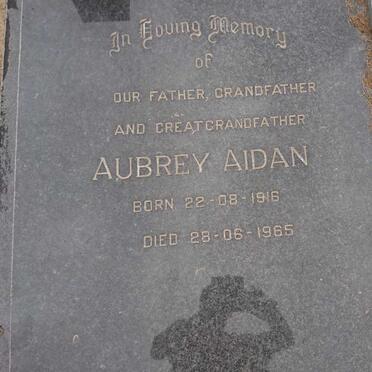 In Loving Memory
of
OUR FATHER, GRANDFATHER
AND GREATGRANDFATHER
AUBREY AIDAN
BORN 22-08-1916
DIED 28-06-1965